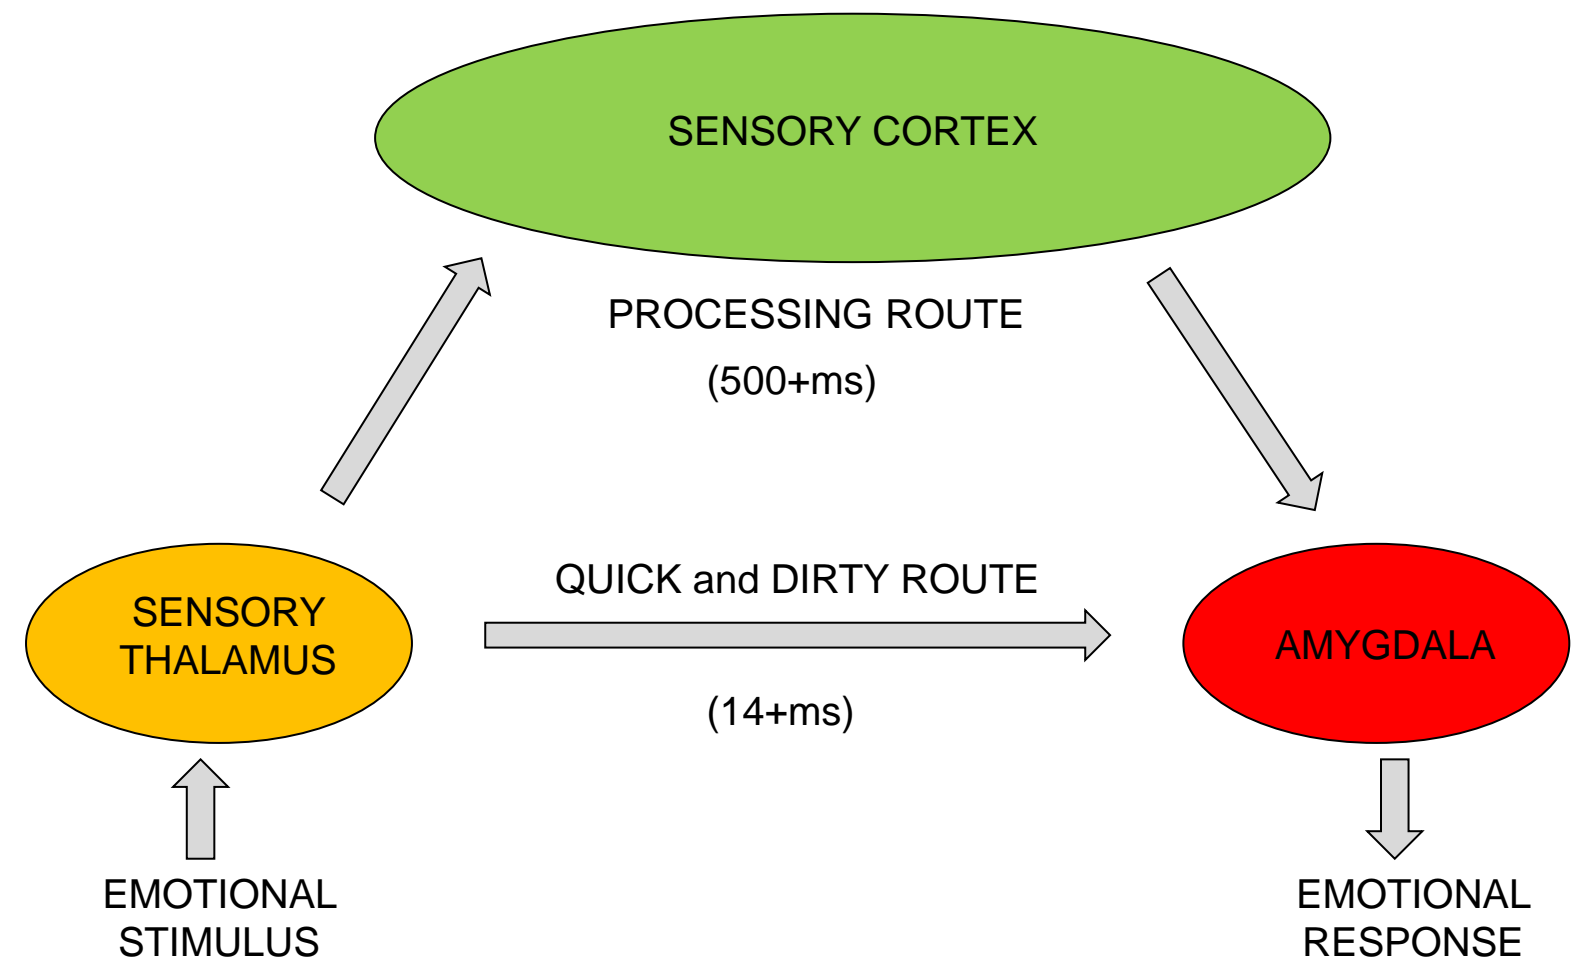 SENSORY CORTEX
PROCESSING ROUTE
(500+ms)
QUICK and DIRTY ROUTE
(14+ms)
SENSORY
THALAMUS
AMYGDALA
EMOTIONAL
STIMULUS
EMOTIONAL
RESPONSE